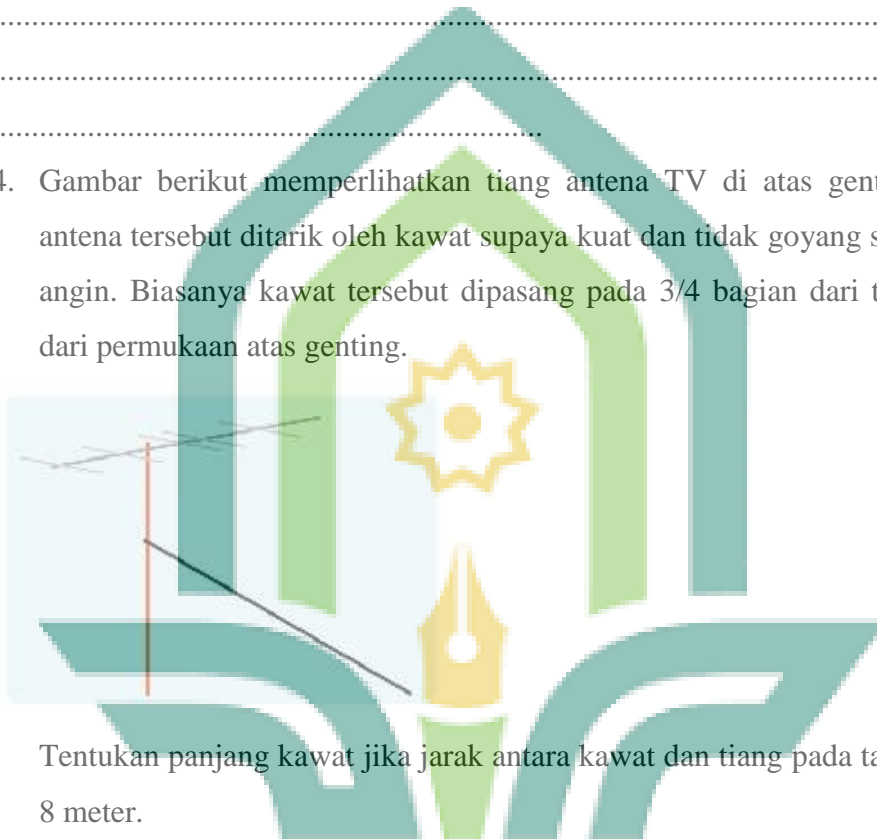 4. Gambar berikut memperlihatkan tiang antena TV di atas gent
antena tersebut ditarik oleh kawat supaya kuat dan tidak goyang s
angin. Biasanya kawat tersebut dipasang pada 3/4 bagian dari t
dari permukaan atas genting.
Tentukan panjang kawat jika jarak antara kawat dan tiang pada ta
8 meter.